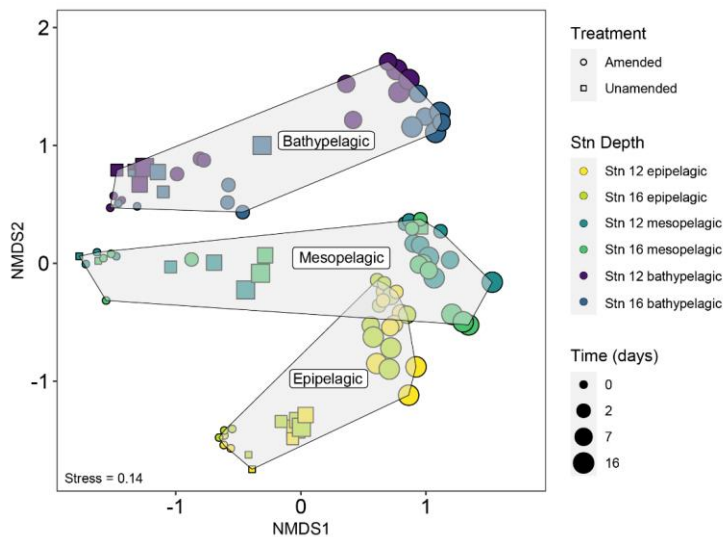 2
1
0
-1
-1
0
1
NMDS2
NMDS1
Bathypelagic
Mesopelagic
Epipelagic
Stress = 0.14
Treatment
Amended
Unamended
Stn Depth
Stn 12 epipelagic
Stn 16 epipelagic
Stn 12 mesopelagic
Stn 16 mesopelagic
Stn 12 bathypelagic
Stn 16 bathypelagic
Time (days)
0
2
7
16